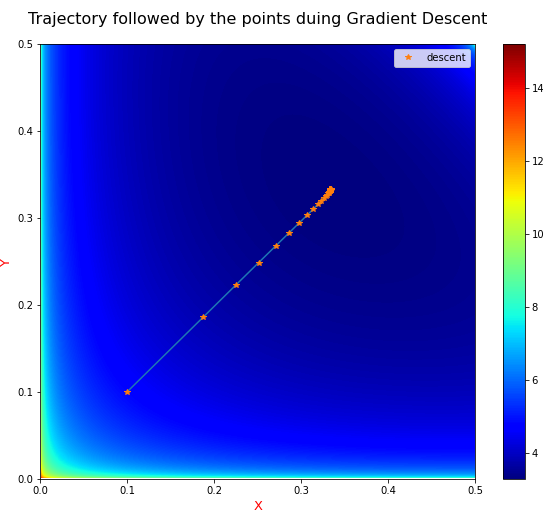 Trajectory followed by the points duing Gradient Descent
descent
0.5
0.4
0.3
0.2
0.1
0.0
Y
0.0 0.1 0.2 0.3 0.4 0.5
X
14
12
10
8
6
4